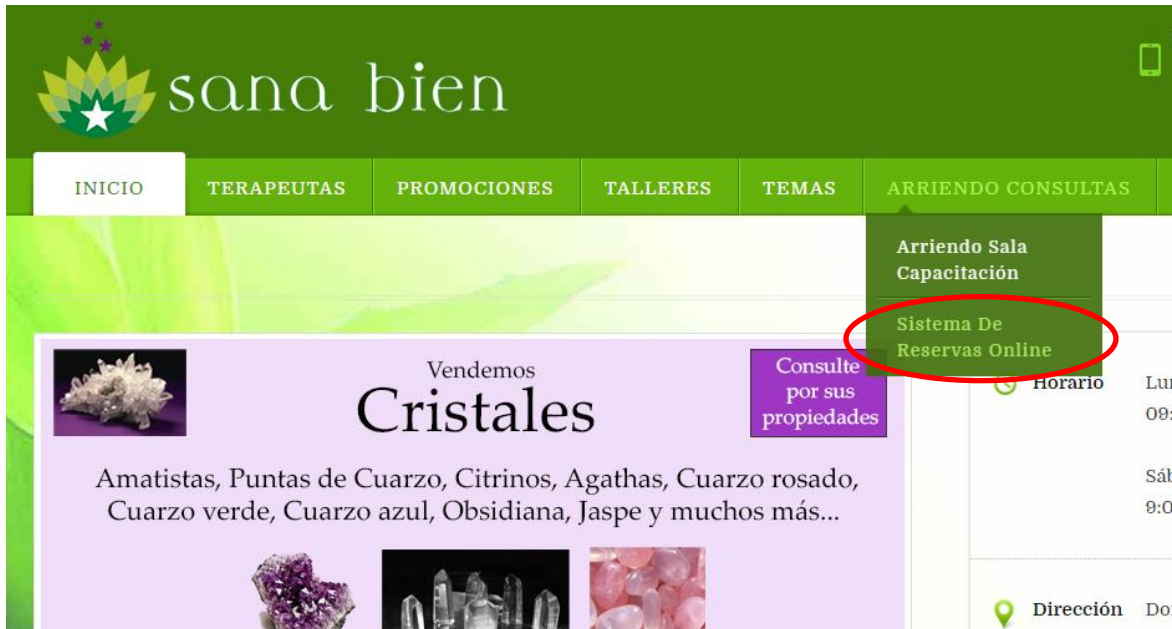 sana bien
INICIO TERAPEUTAS PROMOCIONES TALLERES TEMAS ARRIENDO CONSULTAS
Arriendo Sala
Capacitación
Sistema De
Reservas Online
Vendemos
Cristales
Consulte
por sus
propiedades
Amatistas, Puntas de Cuarzo, Citrinos, Agathas, Cuarzo rosado,
Cuarzo verde, Cuarzo azul, Obsidiana, Jaspe y muchos más...
Horario
Dirección